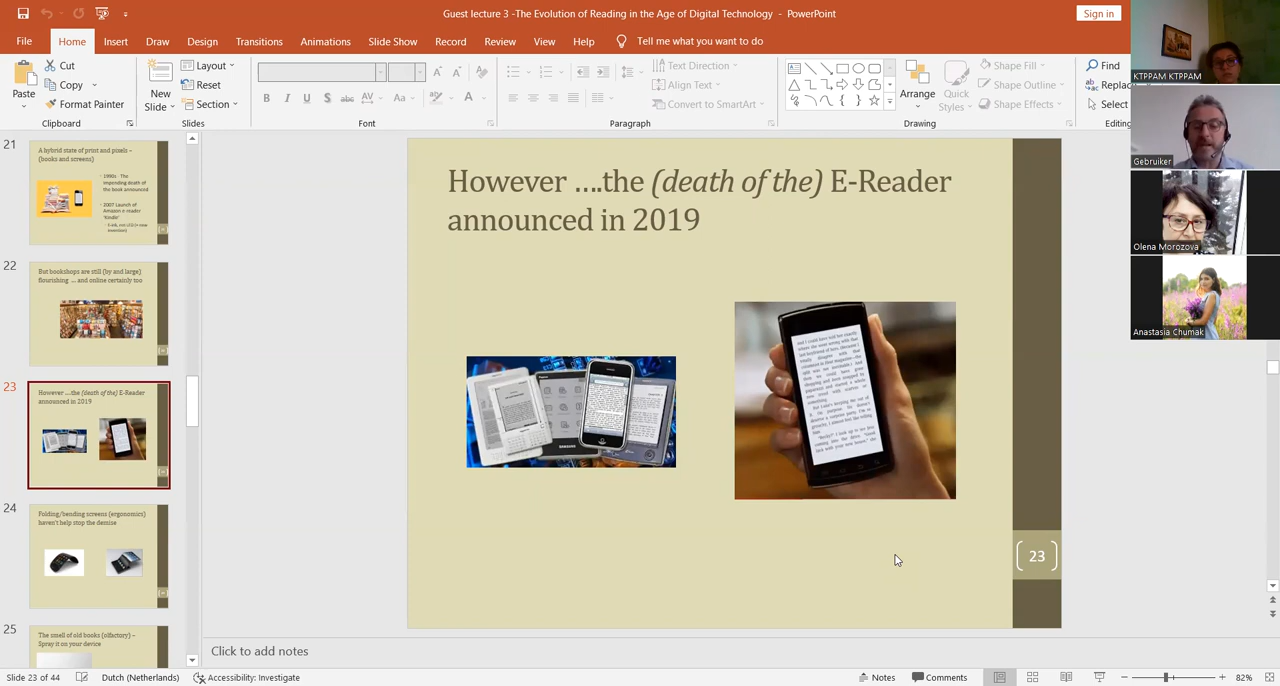 Guest lecture 3 -The Evolution of Reading in the Age of Digital Technology - PowerPoint
Sign in
File Home Insert Draw Design Transitions Animations Slide Show Record Review View Help Tell me what you want to do
Cut
Copy
Format Painter
Paste
Clipboard
New Slide
Layout
Reset
Section
Slides
B I U S abc AV Aa A
Font
Text Direction
Align Text
Convert to SmartArt
Paragraph
Arrange
Quick Styles
Shape Fill
Shape Outline
Shape Effects
Drawing
Find
Select
Editing
KTPPAM KTPPAM
Gebruiker
Olena Morozova
Anastasia Chumak
21
A hybrid state of print and pixels –
(books and screens)
1990s The
impending death of
the book announced
2007 Launch of
Amazon e-reader
'Kindle'
22
But bookshops are still (by and large)
flourishing … and online certainly too
23
However ….the (death of the) E-Reader
announced in 2019
24
Folding/bending screens (ergonomics)
haven't help stop the demise
25
The smell of old books (olfactory) –
Spray it on your device
However ….the (death of the) E-Reader
announced in 2019
23
Click to add notes
Slide 23 of 44
Dutch (Netherlands)
Accessibility: Investigate
Notes
Comments
82%